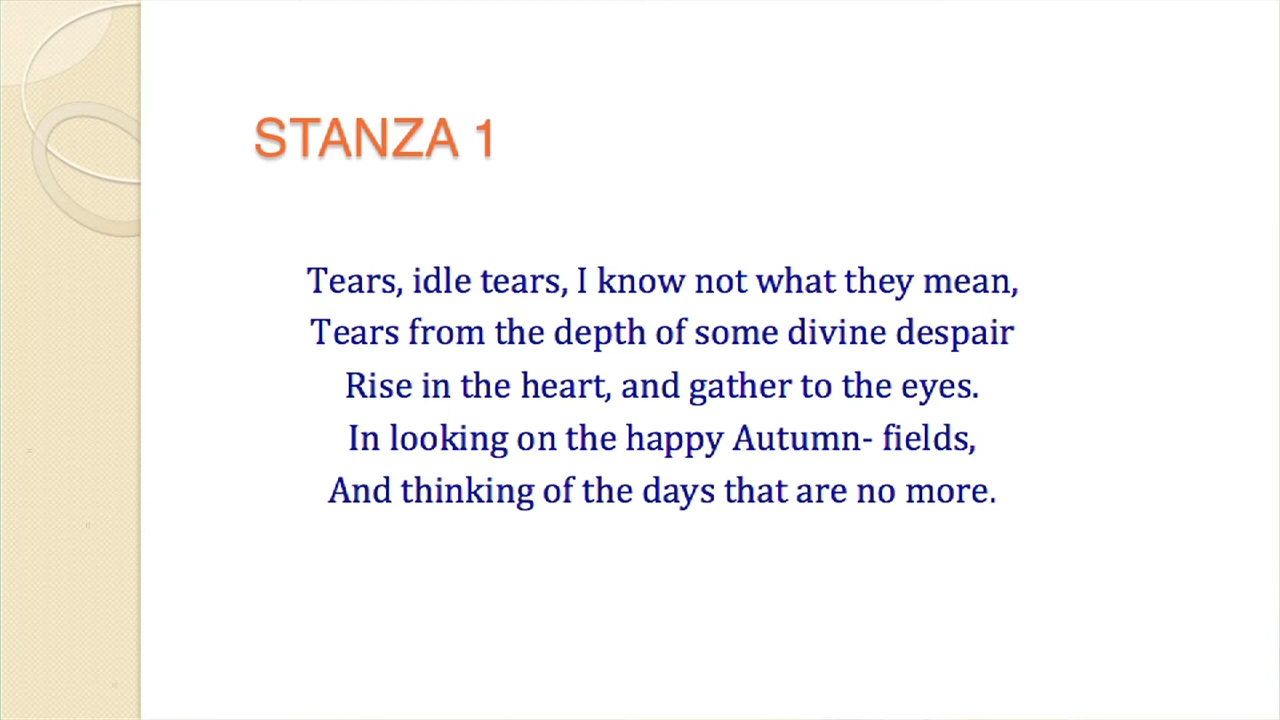 STANZA 1
Tears, idle tears, I know not what they mean,
Tears from the depth of some divine despair
Rise in the heart, and gather to the eyes.
In looking on the happy Autumn- fields,
And thinking of the days that are no more.